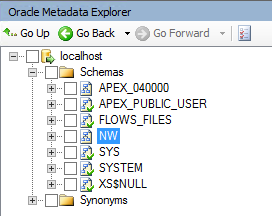 Oracle Metadata Explorer
Go Up Go Back Go Forward
localhost
Schemas
APEX_040000
APEX_PUBLIC_USER
FLOWS_FILES
NW
SYS
SYSTEM
XS$NULL
Synonyms